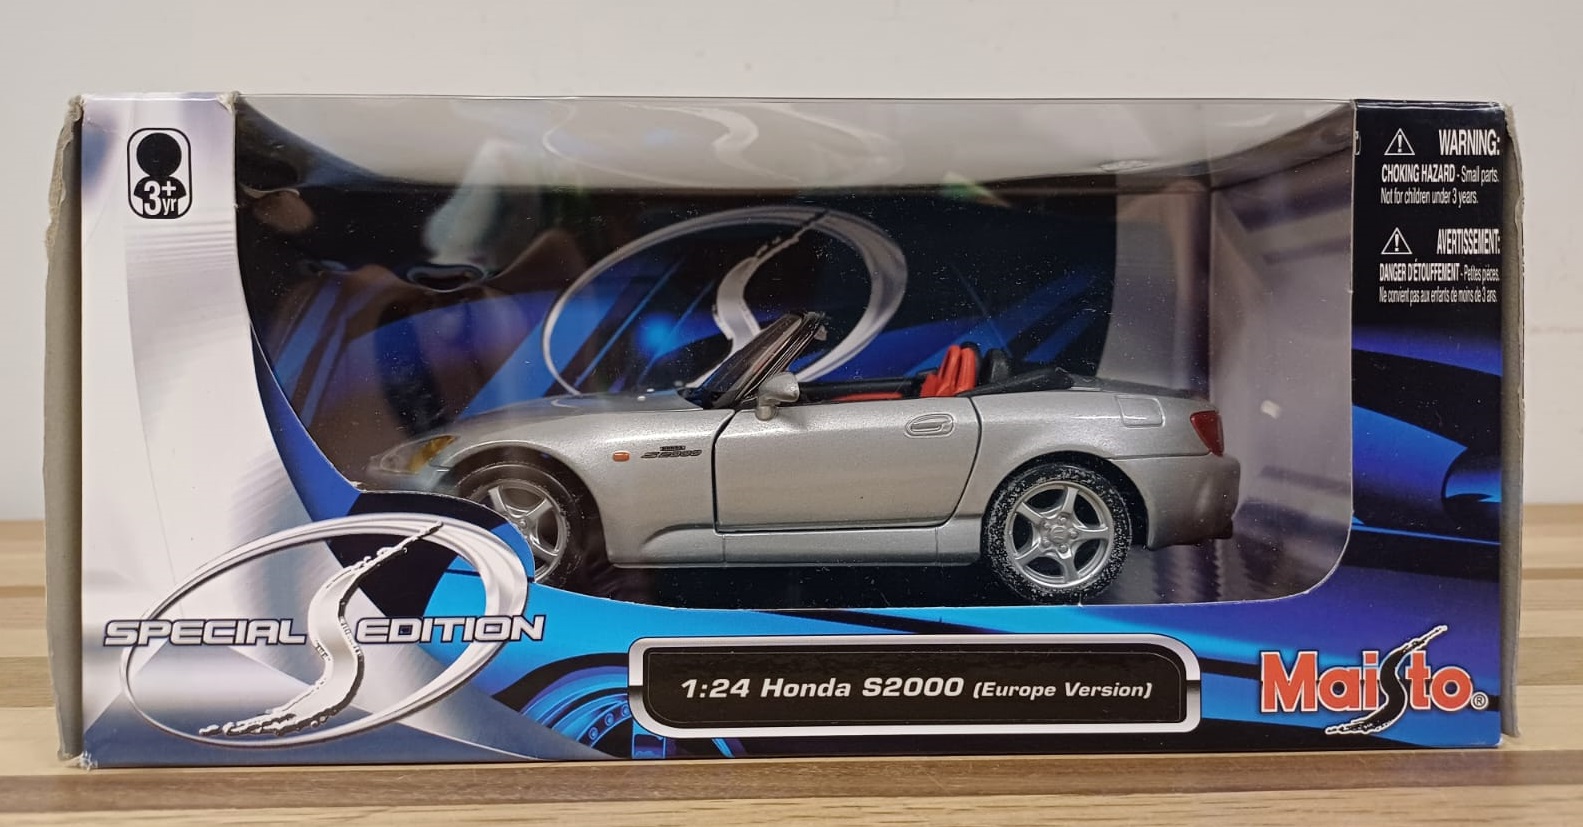 3+
yr
WARNING:
CHOKING HAZARD - Small parts.
Not for children under 3 years.
AVERTISSEMENT:
DANGER D'ÉTOUFFEMENT - Petites pièces.
Ne convient pas aux enfants de moins de 3 ans.
S2000
SPECIAL EDITION
1:24 Honda S2000 (Europe Version)
Maisto®